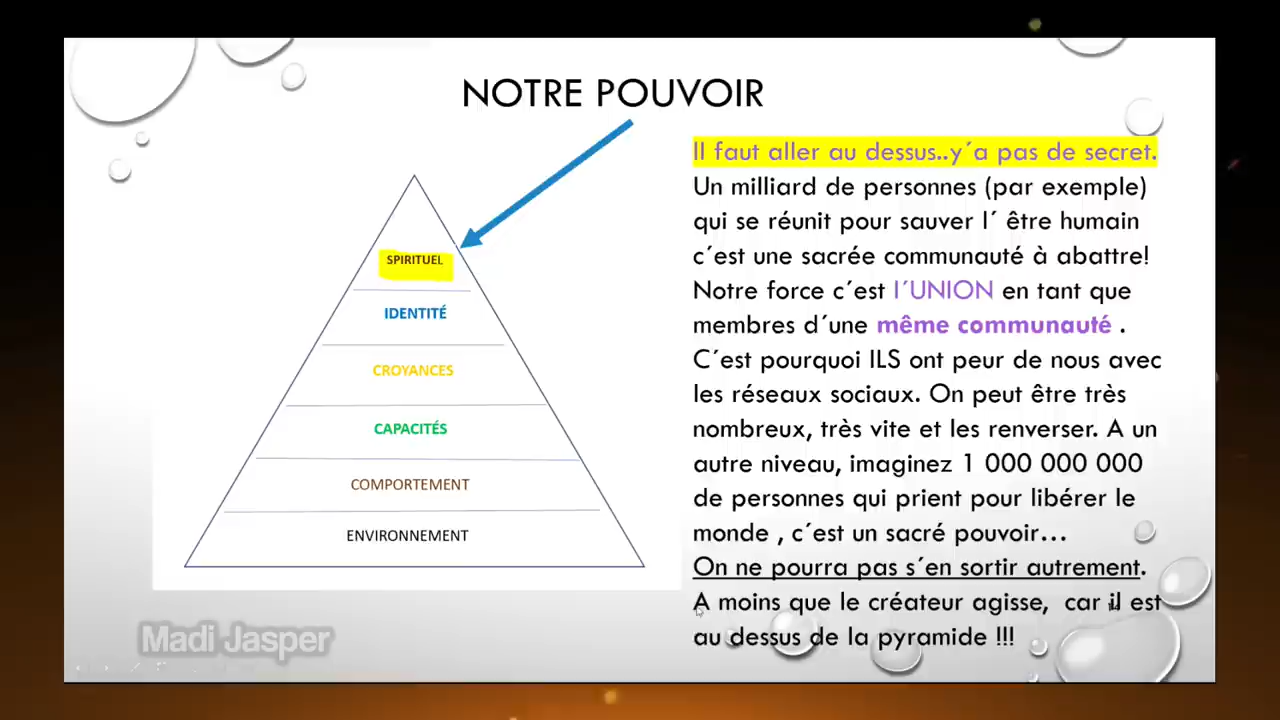 NOTRE POUVOIR
Il faut aller au dessus..y´a pas de secret.
Un milliard de personnes (par exemple)
qui se réunit pour sauver l´ être humain
c´est une sacrée communauté à abattre!
Notre force c´est l´UNION en tant que
membres d´une même communauté .
C´est pourquoi ILS ont peur de nous avec
les réseaux sociaux. On peut être très
nombreux, très vite et les renverser. A un
autre niveau, imaginez 1 000 000 000
de personnes qui prient pour libérer le
monde , c´est un sacré pouvoir...
On ne pourra pas s´en sortir autrement.
A moins que le créateur agisse,  car il est
au dessus de la pyramide !!!
SPIRITUEL
IDENTITÉ
CROYANCES
CAPACITÉS
COMPORTEMENT
ENVIRONNEMENT
Madi Jasper